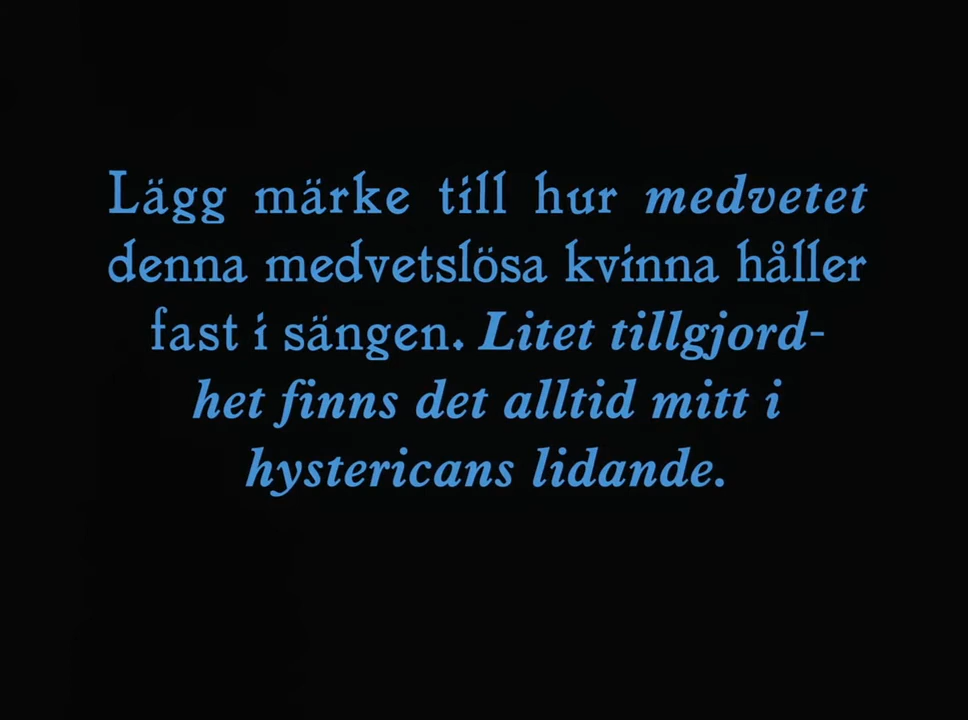 Lägg märke till hur medvetet
denna medvetslösa kvinna håller
fast i sängen. Litet tillgjord-
het finns det alltid mitt i
hystericans lidande.